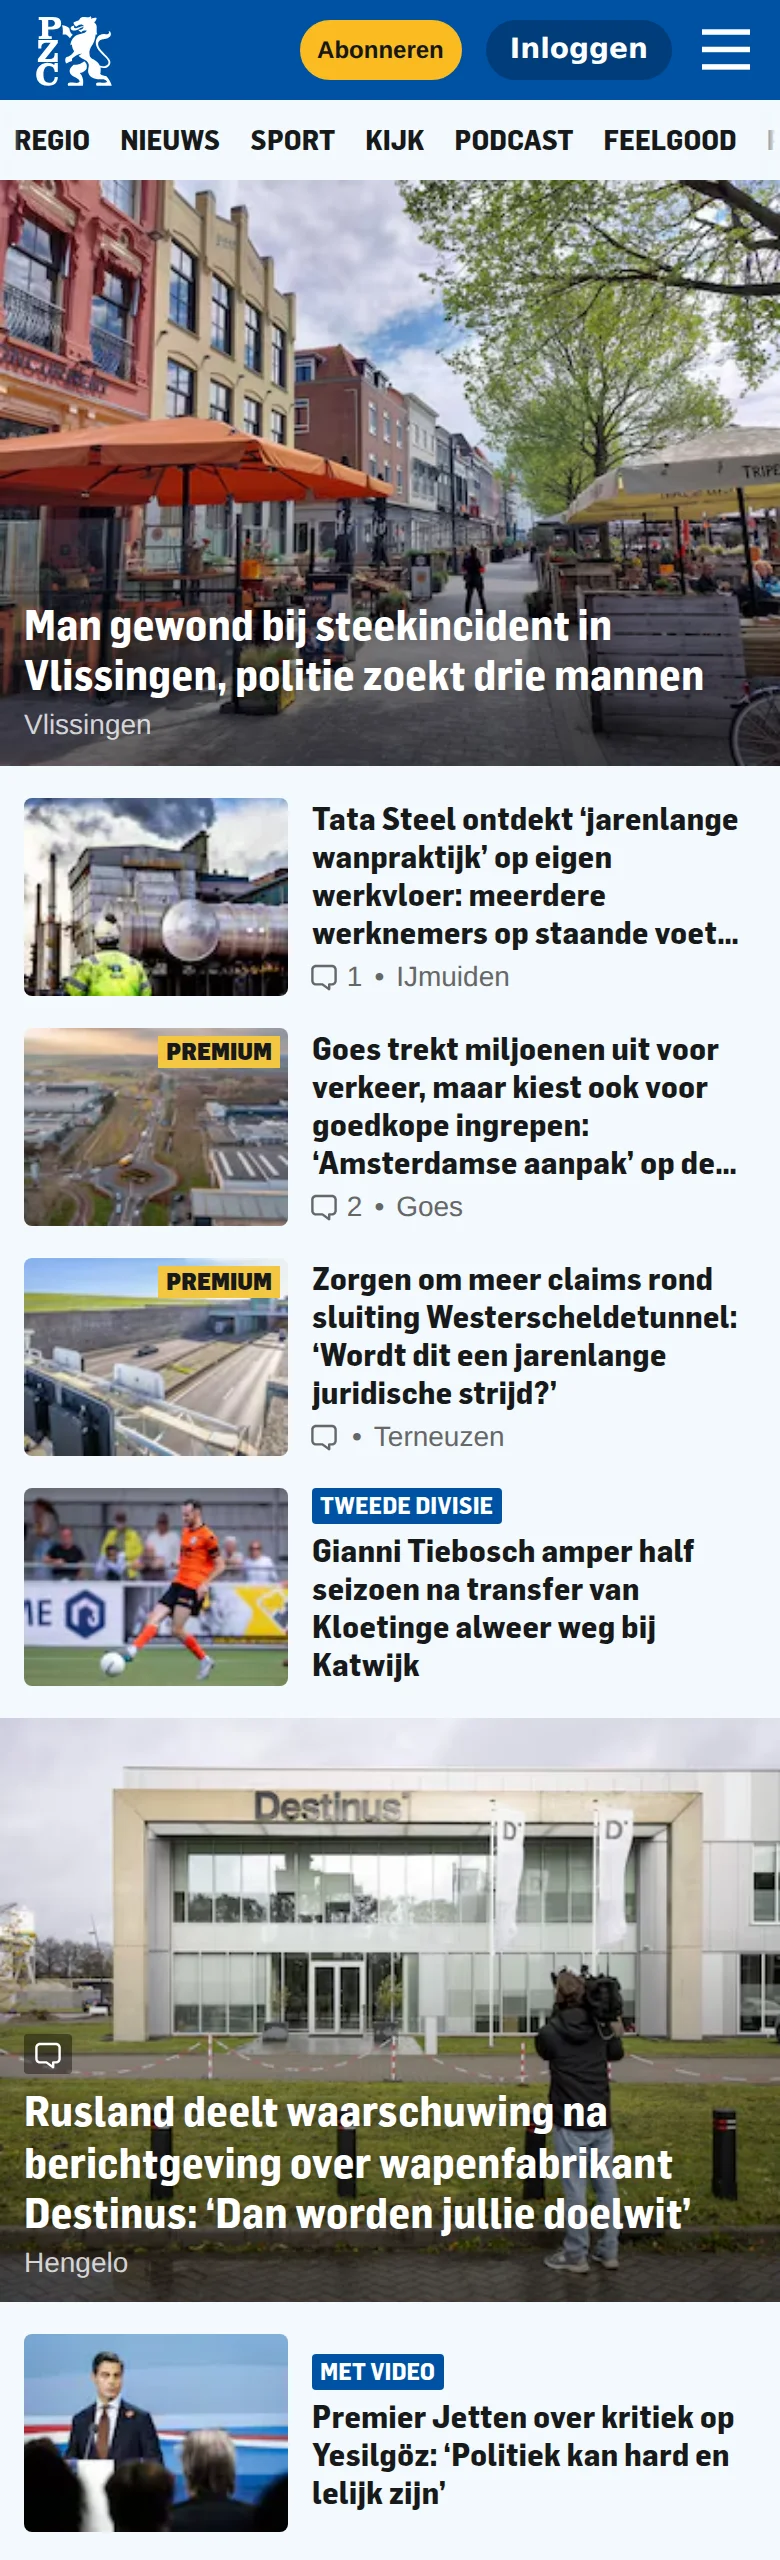 P
Z
C
Abonneren
Inloggen
REGIO NIEUWS SPORT KIJK PODCAST FEELGOOD
Man gewond bij steekincident in
Vlissingen, politie zoekt drie mannen
Vlissingen
Tata Steel ontdekt ‘jarenlange
wanpraktijk’ op eigen
werkvloer: meerdere
werknemers op staande voet...
1 • IJmuiden
PREMIUM
Goes trekt miljoenen uit voor
verkeer, maar kiest ook voor
goedkope ingrepen:
‘Amsterdamse aanpak’ op de...
2 • Goes
PREMIUM
Zorgen om meer claims rond
sluiting Westerscheldetunnel:
‘Wordt dit een jarenlange
juridische strijd?’
• Terneuzen
TWEEDE DIVISIE
Gianni Tiebosch amper half
seizoen na transfer van
Kloetinge alweer weg bij
Katwijk
Destinus
D
D
Rusland deelt waarschuwing na
berichtgeving over wapenfabrikant
Destinus: ‘Dan worden jullie doelwit’
Hengelo
MET VIDEO
Premier Jetten over kritiek op
Yesilgöz: ‘Politiek kan hard en
lelijk zijn’